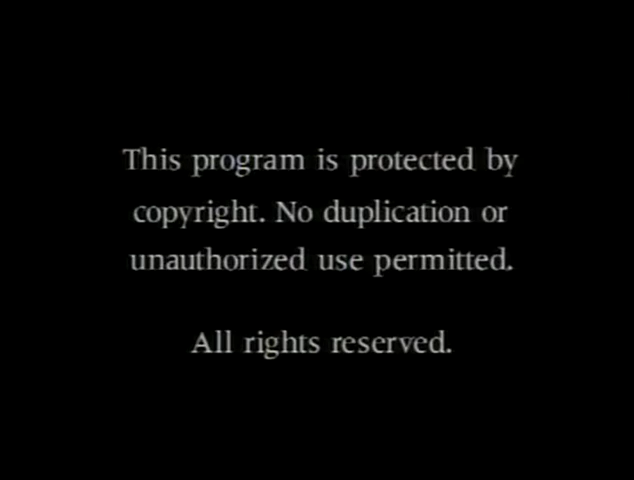 This program is protected by
copyright. No duplication or
unauthorized use permitted.
All rights reserved.